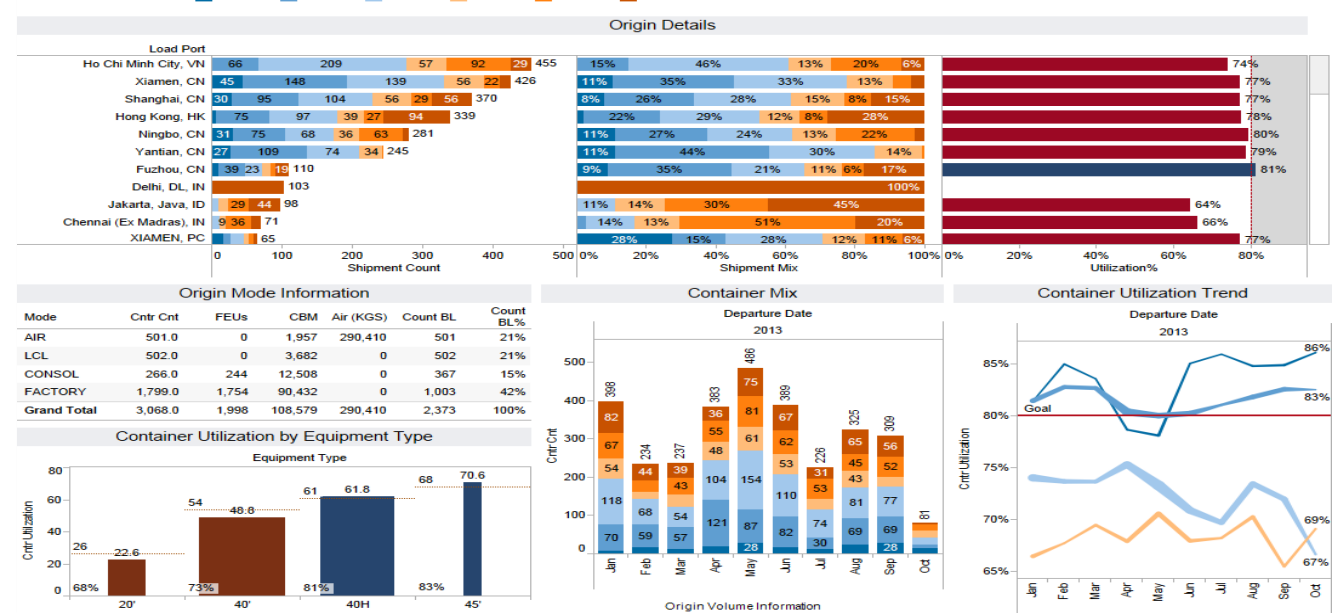 Origin Details
Load Port
Ho Chi Minh City, VN 66 209 57 92 29 455 15% 46% 13% 20% 6% 74%
Xiamen, CN 45 148 139 56 22 426 11% 35% 33% 13% 77%
Shanghai, CN 30 95 104 56 29 56 370 8% 26% 28% 15% 8% 15% 77%
Hong Kong, HK 75 97 39 27 94 339 22% 29% 12% 8% 28% 78%
Ningbo, CN 31 75 68 36 63 281 11% 27% 24% 13% 22% 80%
Yantian, CN 27 109 74 34 245 11% 44% 30% 14% 79%
Fuzhou, CN 39 23 19 110 9% 35% 21% 11% 6% 17% 81%
Delhi, DL, IN 103 100%
Jakarta, Java, ID 29 44 98 11% 14% 30% 45% 64%
Chennai (Ex Madras), IN 9 36 71 14% 13% 51% 20% 66%
XIAMEN, PC 65 28% 15% 28% 12% 11% 6% 77%
0 100 200 300 400 500 0% 20% 40% 60% 80% 100% 0% 20% 40% 60% 80%
Shipment Count Shipment Mix Utilization%
Origin Mode Information
Mode Cntr Cnt FEUs CBM Air (KGS) Count BL Count BL%
AIR 501.0 0 1,957 290,410 501 21%
LCL 502.0 0 3,682 0 502 21%
CONSOL 266.0 244 12,508 0 367 15%
FACTORY 1,799.0 1,754 90,432 0 1,003 42%
Grand Total 3,068.0 1,998 108,579 290,410 2,373 100%
Container Utilization by Equipment Type
Equipment Type
Cntr Utilization
80
60
40
20
0
26 22.6 68%
54 48.8 73%
61 61.8 81%
68 70.6 83%
20' 40' 40H 45'
Container Mix
Departure Date
2013
Cntr Cnt
500
400
300
200
100
0
398 82 67 54 118 70
234 44 68 59
237 39 43 54 57
383 36 55 48 104 121
486 75 81 61 154 87 28
389 67 62 53 110 82
226 31 53 74 30
325 65 45 43 81 69
309 56 52 77 69 28
81
Jan Feb Mar Apr May Jun Jul Aug Sep Oct
Origin Volume Information
Container Utilization Trend
Departure Date
2013
Cntr Utilization
85%
80%
75%
70%
65%
Goal
86%
83%
69%
67%
Jan Feb Mar Apr May Jun Jul Aug Sep Oct